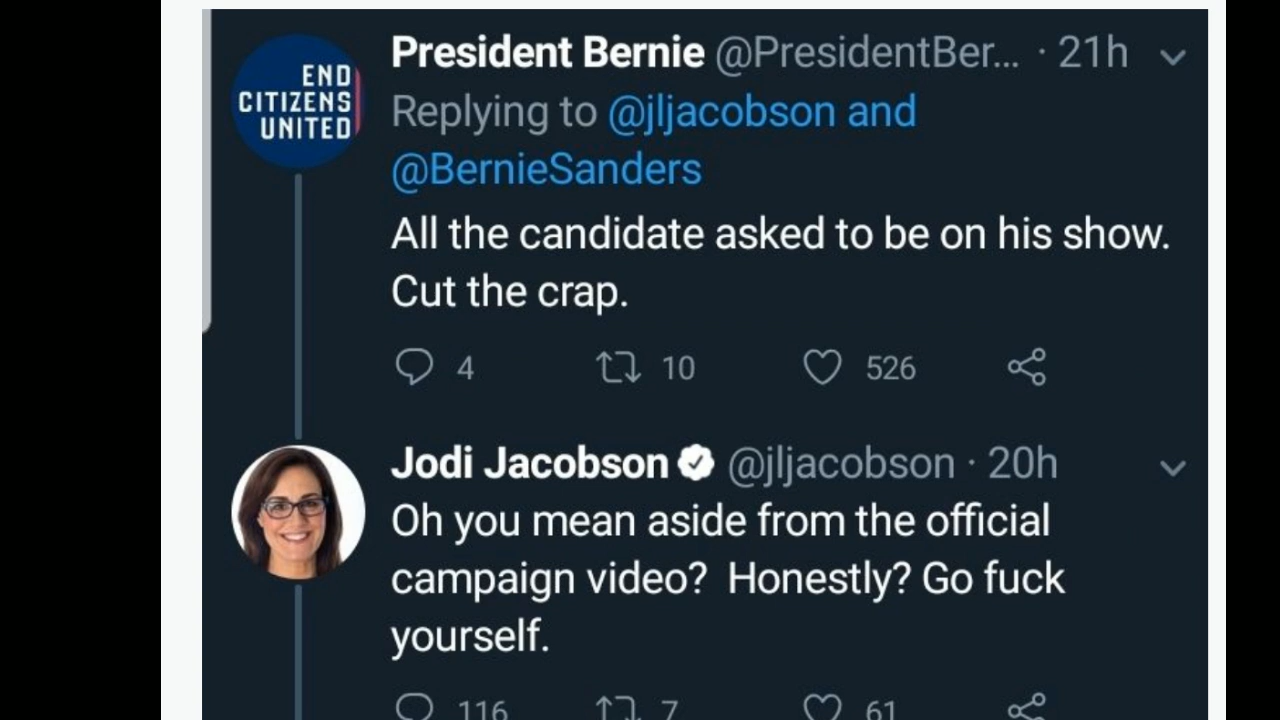 END
CITIZENS
UNITED
President Bernie @PresidentBer... · 21h
Replying to @jljacobson and
@BernieSanders
All the candidate asked to be on his show.
Cut the crap.
4 10 526
Jodi Jacobson @jljacobson · 20h
Oh you mean aside from the official
campaign video? Honestly? Go fuck
yourself.
116 7 61